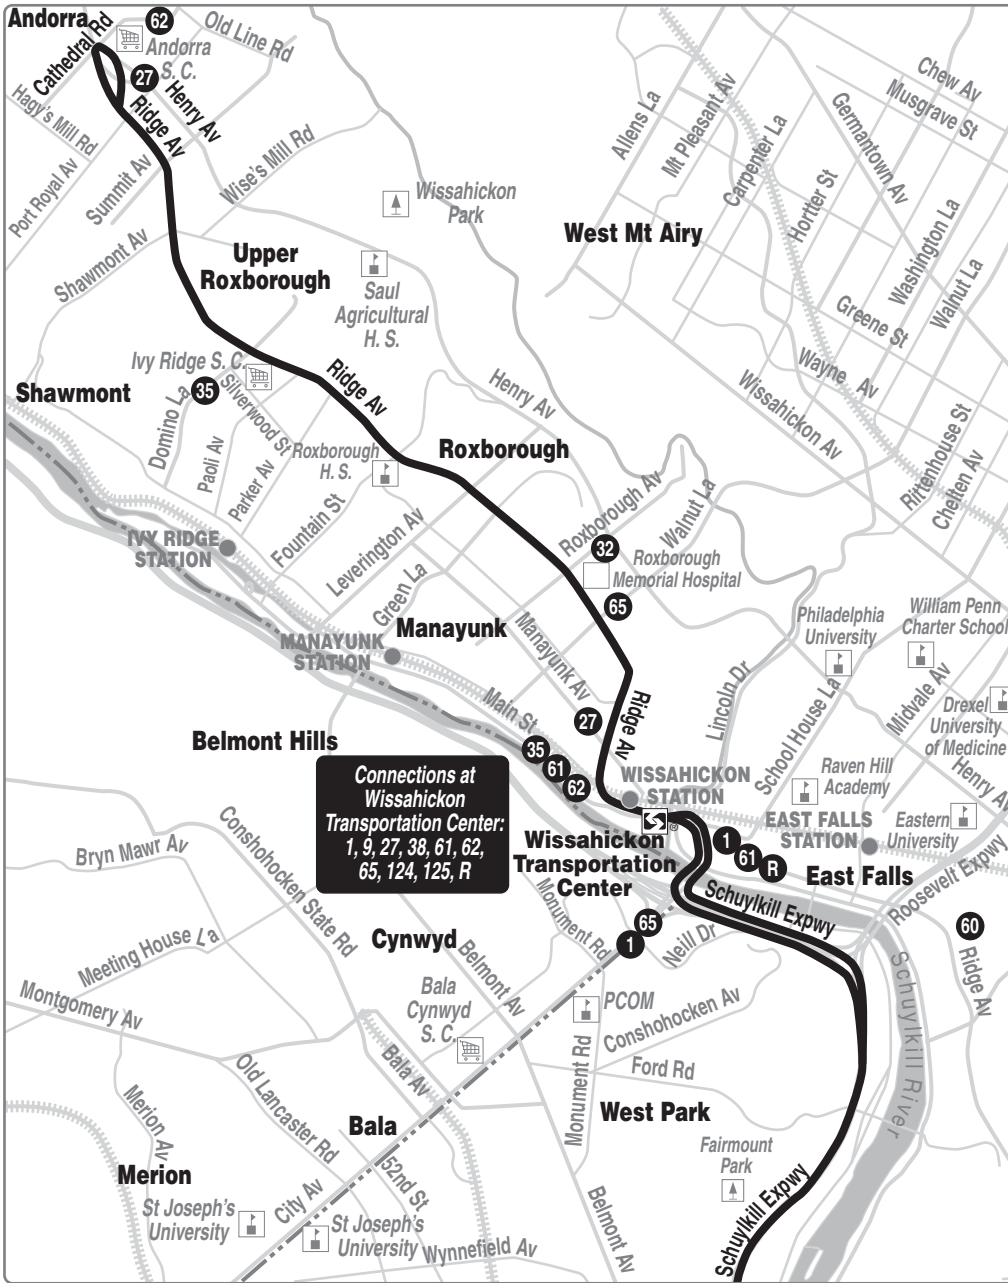 Andorra
62
Old Line Rd
Cathedral Rd
Andorra
S. C.
27
Henry Av
Ridge Av
Hagy's Mill Rd
Port Royal Av
Summit Av
Wise's Mill Rd
Shawmont Av
Wissahickon
Park
Allens La
Mt Pleasant Av
Carpenter La
Chew Av
Musgrave St
Germantown Av
Hortter St
Washington La
Walnut La
West Mt Airy
Greene St
Wayne Av
Wissahickon Av
Rittenhouse St
Chelten Av
Upper
Roxborough
Saul
Agricultural
H. S.
Ivy Ridge S. C.
Shawmont
35
Domino La
Silverwood St
Paoli Av
Parker Av
Ridge Av
Henry Av
Roxborough
H. S.
Roxborough
Fountain St
Leverington Av
Roxborough Av
Walnut La
IVY RIDGE
STATION
32
Roxborough
Memorial Hospital
65
Green La
Manayunk
MANAYUNK
STATION
Manayunk Av
Main St
Philadelphia
University
William Penn
Charter School
Lincoln Dr
School House La
Midvale Av
Drexel
University
of Medicine
27
Ridge Av
Belmont Hills
35
61
62
WISSAHICKON
STATION
Raven Hill
Academy
Henry Av
Connections at
Wissahickon
Transportation Center:
1, 9, 27, 38, 61, 62,
65, 124, 125, R
®
EAST FALLS
STATION
Eastern
University
Wissahickon
Transportation
Center
1
61
R
East Falls
Roosevelt Expwy
Schuylkill Expwy
Bryn Mawr Av
Conshohocken State Rd
Meeting House La
Montgomery Av
Cynwyd
Belmont Av
Monument Rd
65
1
Neill Dr
60
Ridge Av
Schuylkill River
Bala
Cynwyd
S. C.
PCOM
Conshohocken Av
Ford Rd
Monument Rd
Old Lancaster Rd
Bala Av
Bala
West Park
Merion Av
Merion
Fairmount
Park
52nd St
City Av
St Joseph's
University
St Joseph's
University
Wynnefield Av
Belmont Av
Schuylkill Expwy